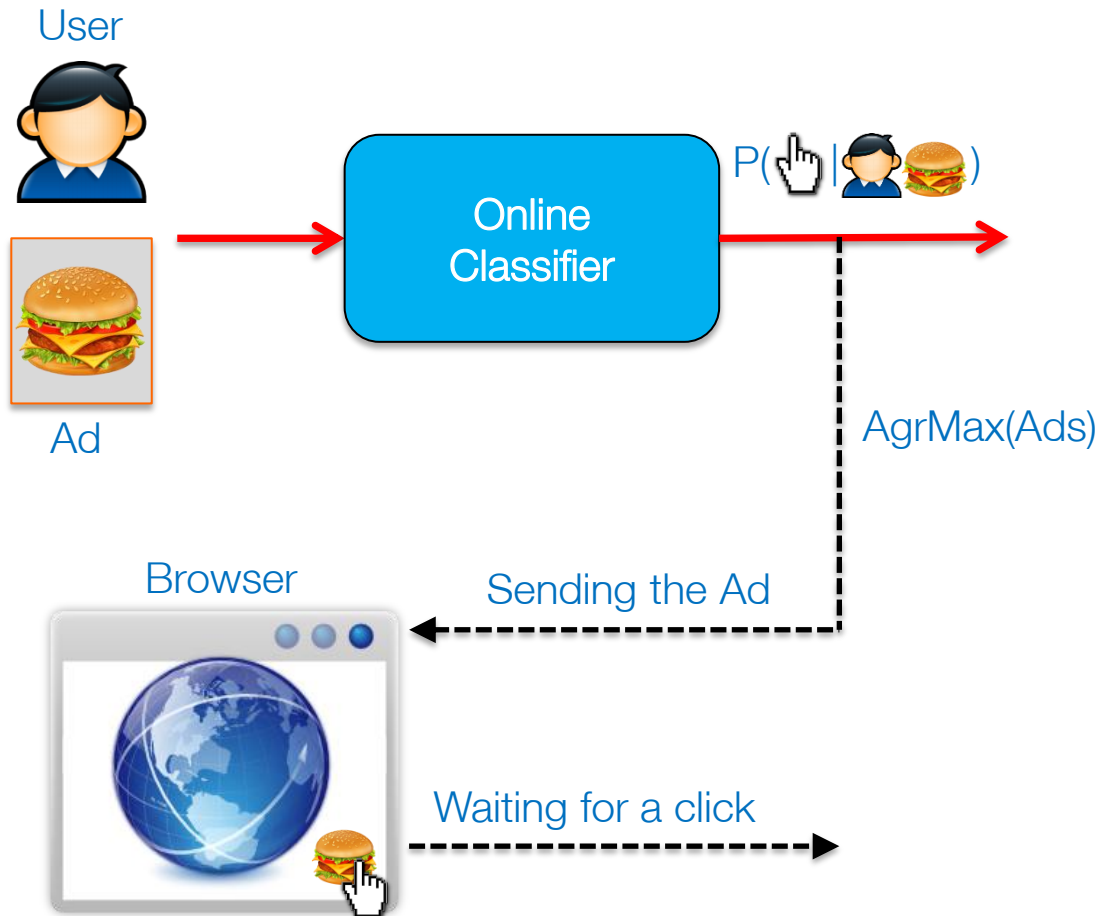 User
P( | )
Online
Classifier
Ad
AgrMax(Ads)
Browser
Sending the Ad
Waiting for a click